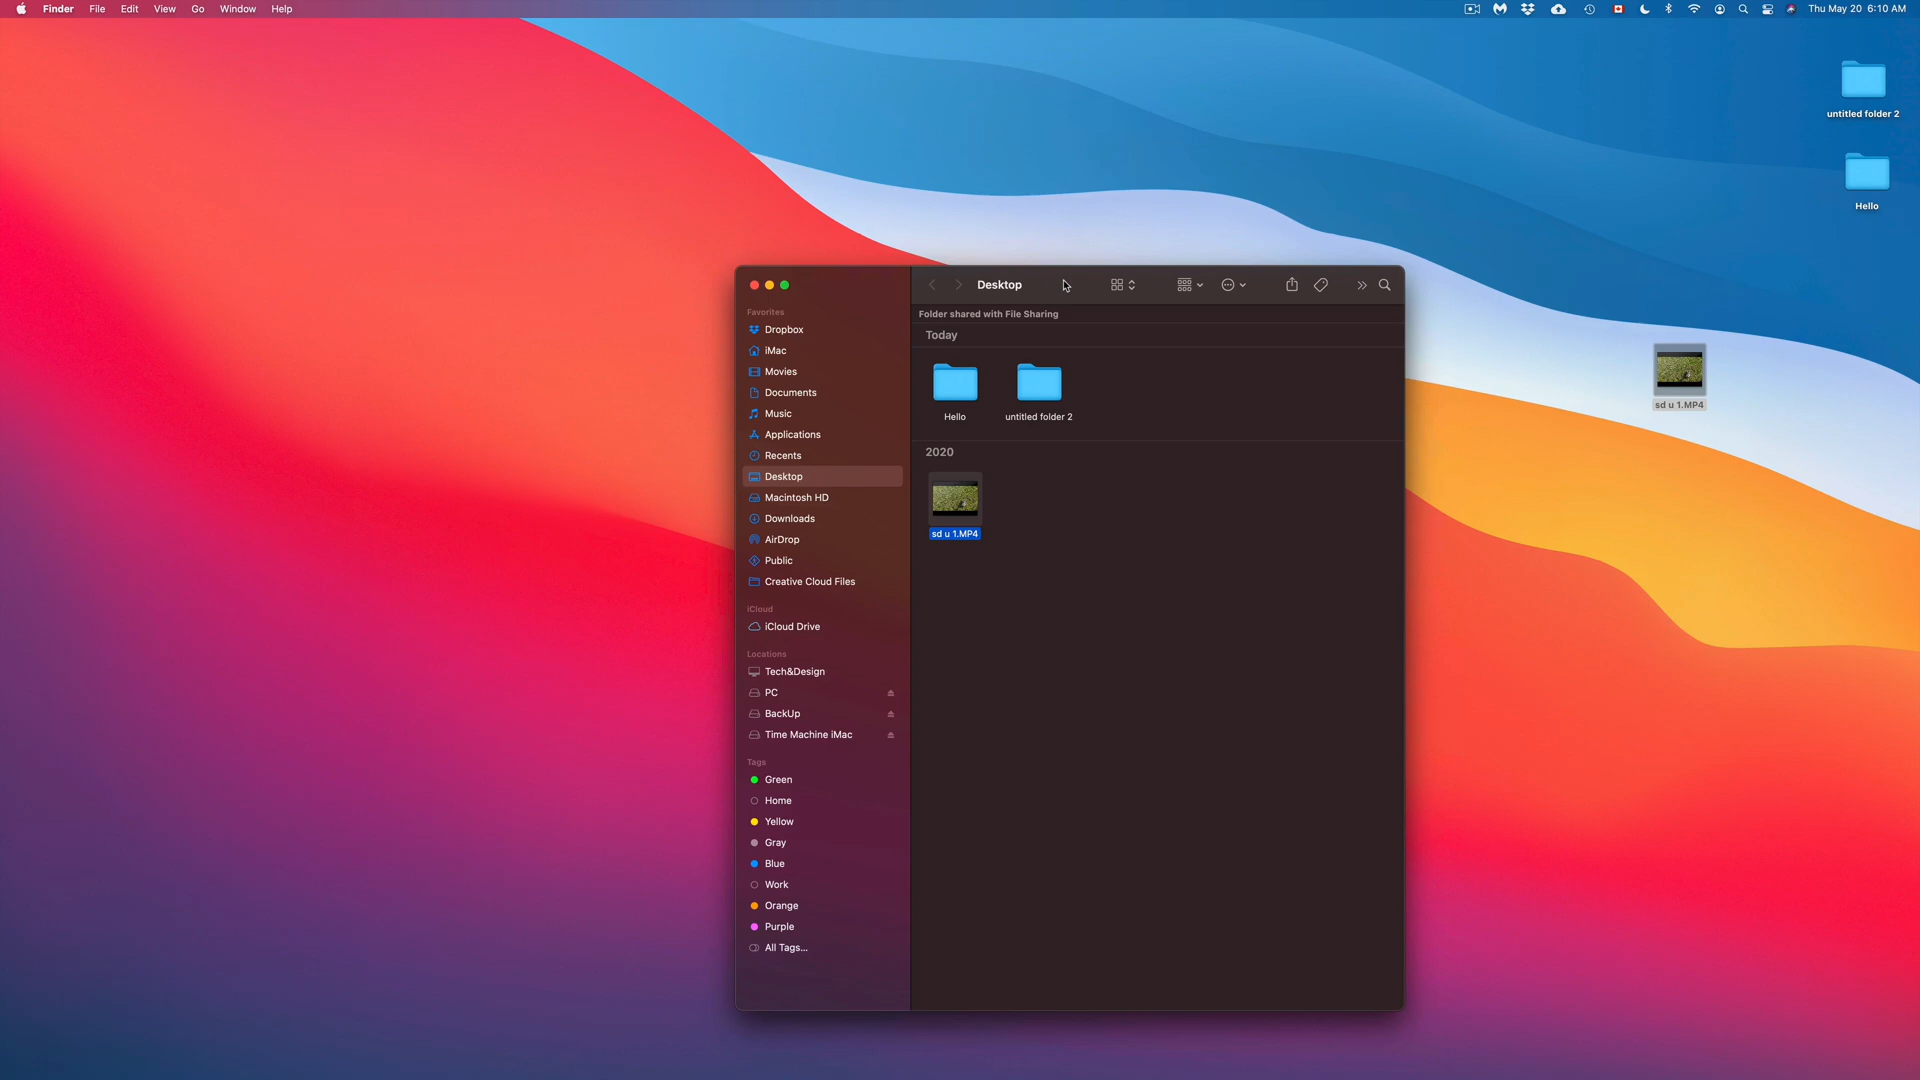 Finder File Edit View Go Window Help
Thu May 20 6:10 AM
untitled folder 2
Hello
Desktop
Folder shared with File Sharing
Today
Hello
untitled folder 2
2020
sd u 1.MP4
sd u 1.MP4
Favorites
Dropbox
iMac
Movies
Documents
Music
Applications
Recents
Desktop
Macintosh HD
Downloads
AirDrop
Public
Creative Cloud Files
iCloud
iCloud Drive
Locations
Tech&Design
PC
BackUp
Time Machine iMac
Tags
Green
Home
Yellow
Gray
Blue
Work
Orange
Purple
All Tags...